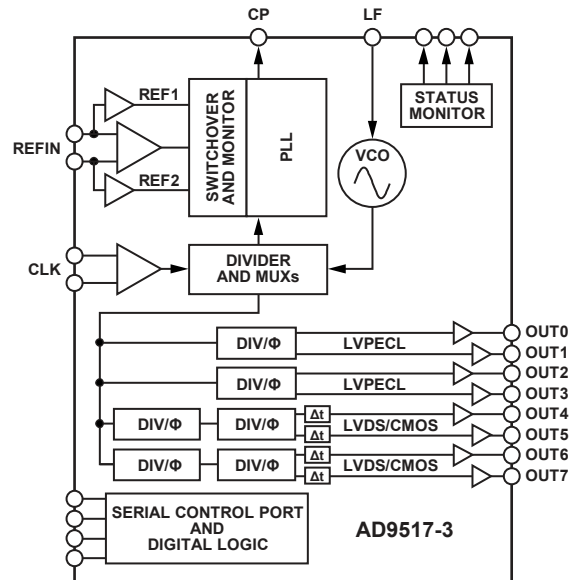 CP
LF
REF1
REFIN
REF2
SWITCHOVER
AND MONITOR
PLL
VCO
STATUS
MONITOR
CLK
DIVIDER
AND MUXs
DIV/Φ
LVPECL
OUT0
OUT1
DIV/Φ
LVPECL
OUT2
OUT3
DIV/Φ
DIV/Φ
Δt
Δt
LVDS/CMOS
OUT4
OUT5
DIV/Φ
DIV/Φ
Δt
Δt
LVDS/CMOS
OUT6
OUT7
SERIAL CONTROL PORT
AND
DIGITAL LOGIC
AD9517-3